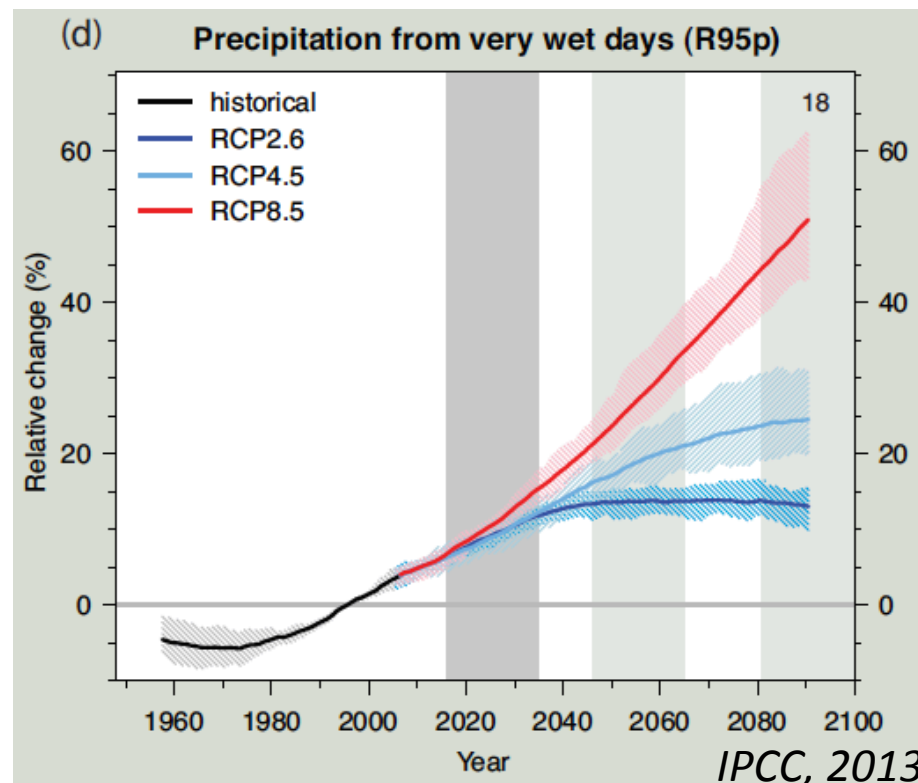 (d) Precipitation from very wet days (R95p)
historical
RCP2.6
RCP4.5
RCP8.5
18
Relative change (%)
60
40
20
0
60
40
20
0
1960 1980 2000 2020 2040 2060 2080 2100
Year
IPCC, 2013